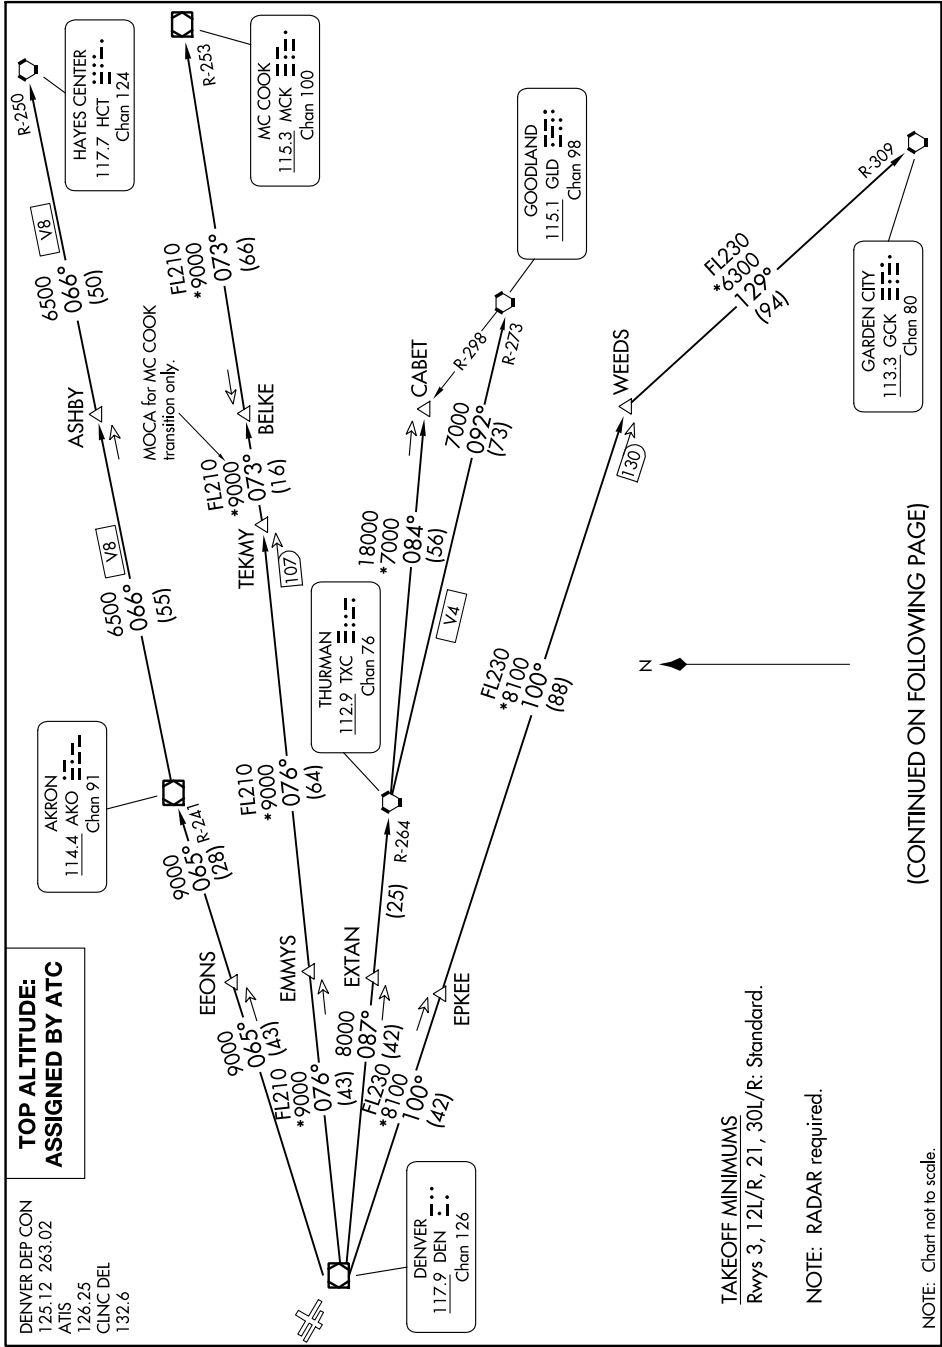 DENVER DEP CON
125.12 263.02
ATIS
126.25
CLNC DEL
132.6
TOP ALTITUDE:
ASSIGNED BY ATC
AKRON
114.4 AKO
Chan 91
HAYES CENTER
117.7 HCT
Chan 124
R-250
V8
6500
066°
(50)
ASHBY
V8
6500
066°
(55)
R-241
9000
065°
(28)
EEONS
9000
065°
(43)
MC COOK
115.3 MCK
Chan 100
R-253
FL210
*9000
073°
(66)
BELKE
MOCA for MC COOK
transition only.
FL210
*9000
073°
(16)
TEKMY
107
FL210
*9000
076°
(64)
EMMYS
FL210
*9000
076°
(43)
THURMAN
112.9 TXC
Chan 76
GOODLAND
115.1 GLD
Chan 98
CABET
R-298
R-273
18000
*7000
084°
(56)
7000
092°
(73)
V4
R-264
(25)
EXTAN
8000
087°
(42)
WEEDS
130
FL230
*6300
129°
(94)
R-309
GARDEN CITY
113.3 GCK
Chan 80
FL230
*8100
100°
(88)
EPKEE
FL230
*8100
100°
(42)
DENVER
117.9 DEN
Chan 126
N
TAKEOFF MINIMUMS
Rwys 3, 12L/R, 21, 30L/R: Standard.
NOTE: RADAR required.
(CONTINUED ON FOLLOWING PAGE)
NOTE: Chart not to scale.